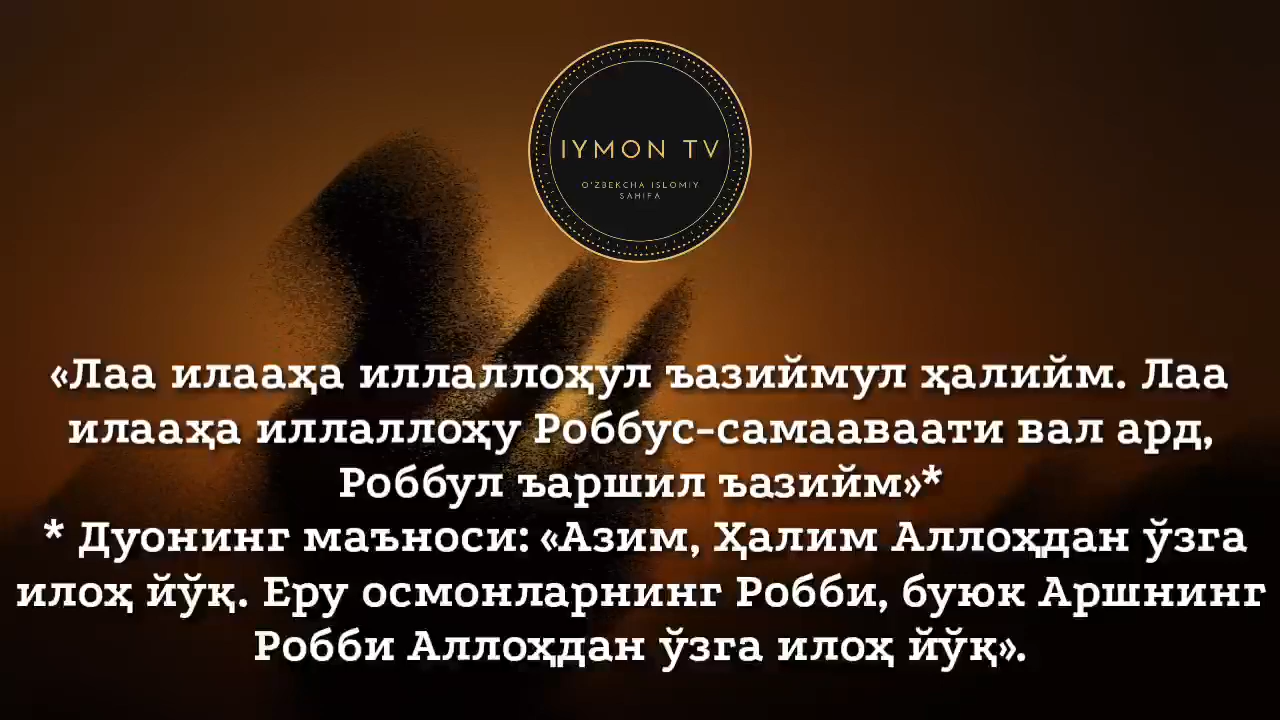 IYMON TV
O'ZBEKCHA ISLOMIY
SAHIFA
«Лаа илааҳа иллаллоҳул ъазиймул ҳалийм. Лаа
илааҳа иллаллоҳу Роббус-самааваати вал ард,
Роббул ъаршил ъазийм»*
* Дуонинг маъноси: «Азим, Ҳалим Аллоҳдан ўзга
илоҳ йўқ. Еру осмонларнинг Робби, буюк Аршнинг
Робби Аллоҳдан ўзга илоҳ йўқ».